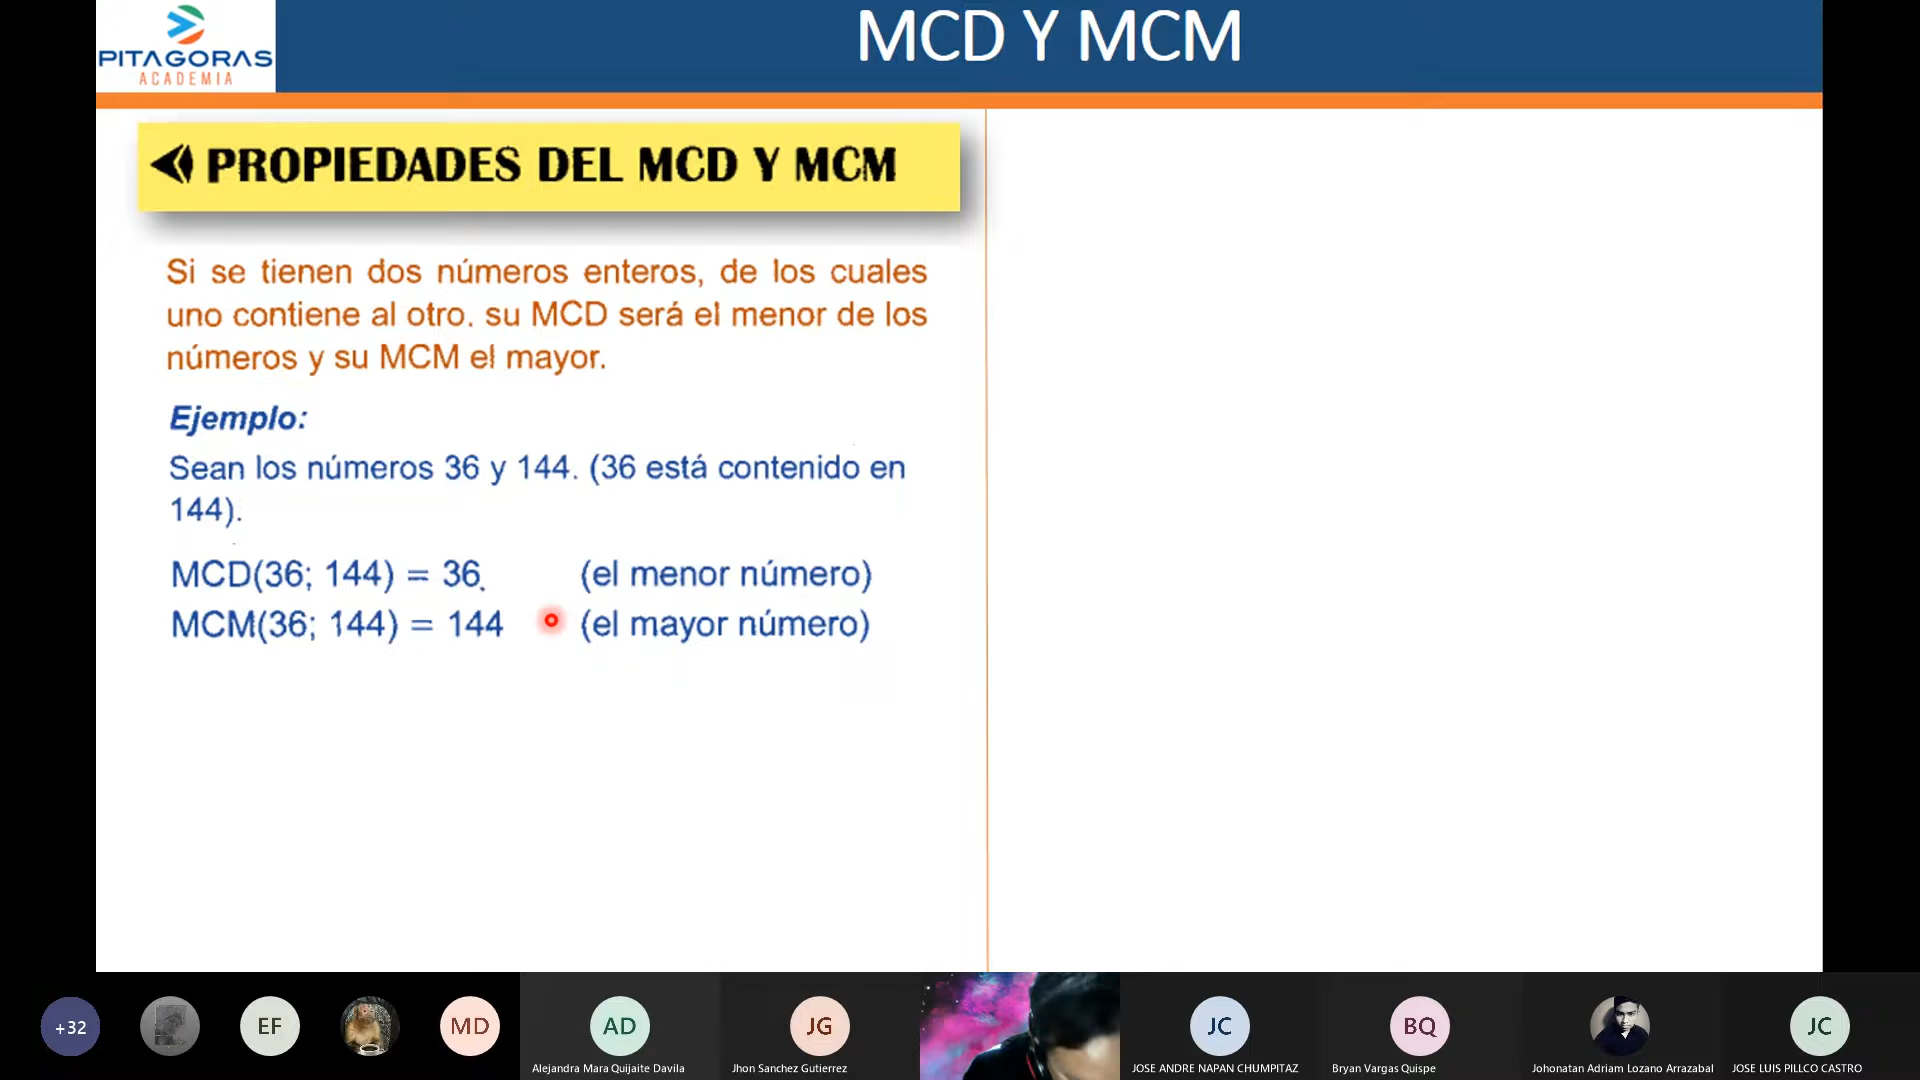 PITAGORAS
ACADEMIA
MCD Y MCM
PROPIEDADES DEL MCD Y MCM
Si se tienen dos números enteros, de los cuales
uno contiene al otro. su MCD será el menor de los
números y su MCM el mayor.
Ejemplo:
Sean los números 36 y 144. (36 está contenido en
144).
MCD(36; 144) = 36. (el menor número)
MCM(36; 144) = 144 (el mayor número)
+32
EF
MD
AD
JG
JC
BQ
JC
Alejandra Mara Quijaite Davila
Jhon Sanchez Gutierrez
JOSE ANDRE NAPAN CHUMPITAZ
Bryan Vargas Quispe
Johonatan Adriam Lozano Arrazabal
JOSE LUIS PILLCO CASTRO